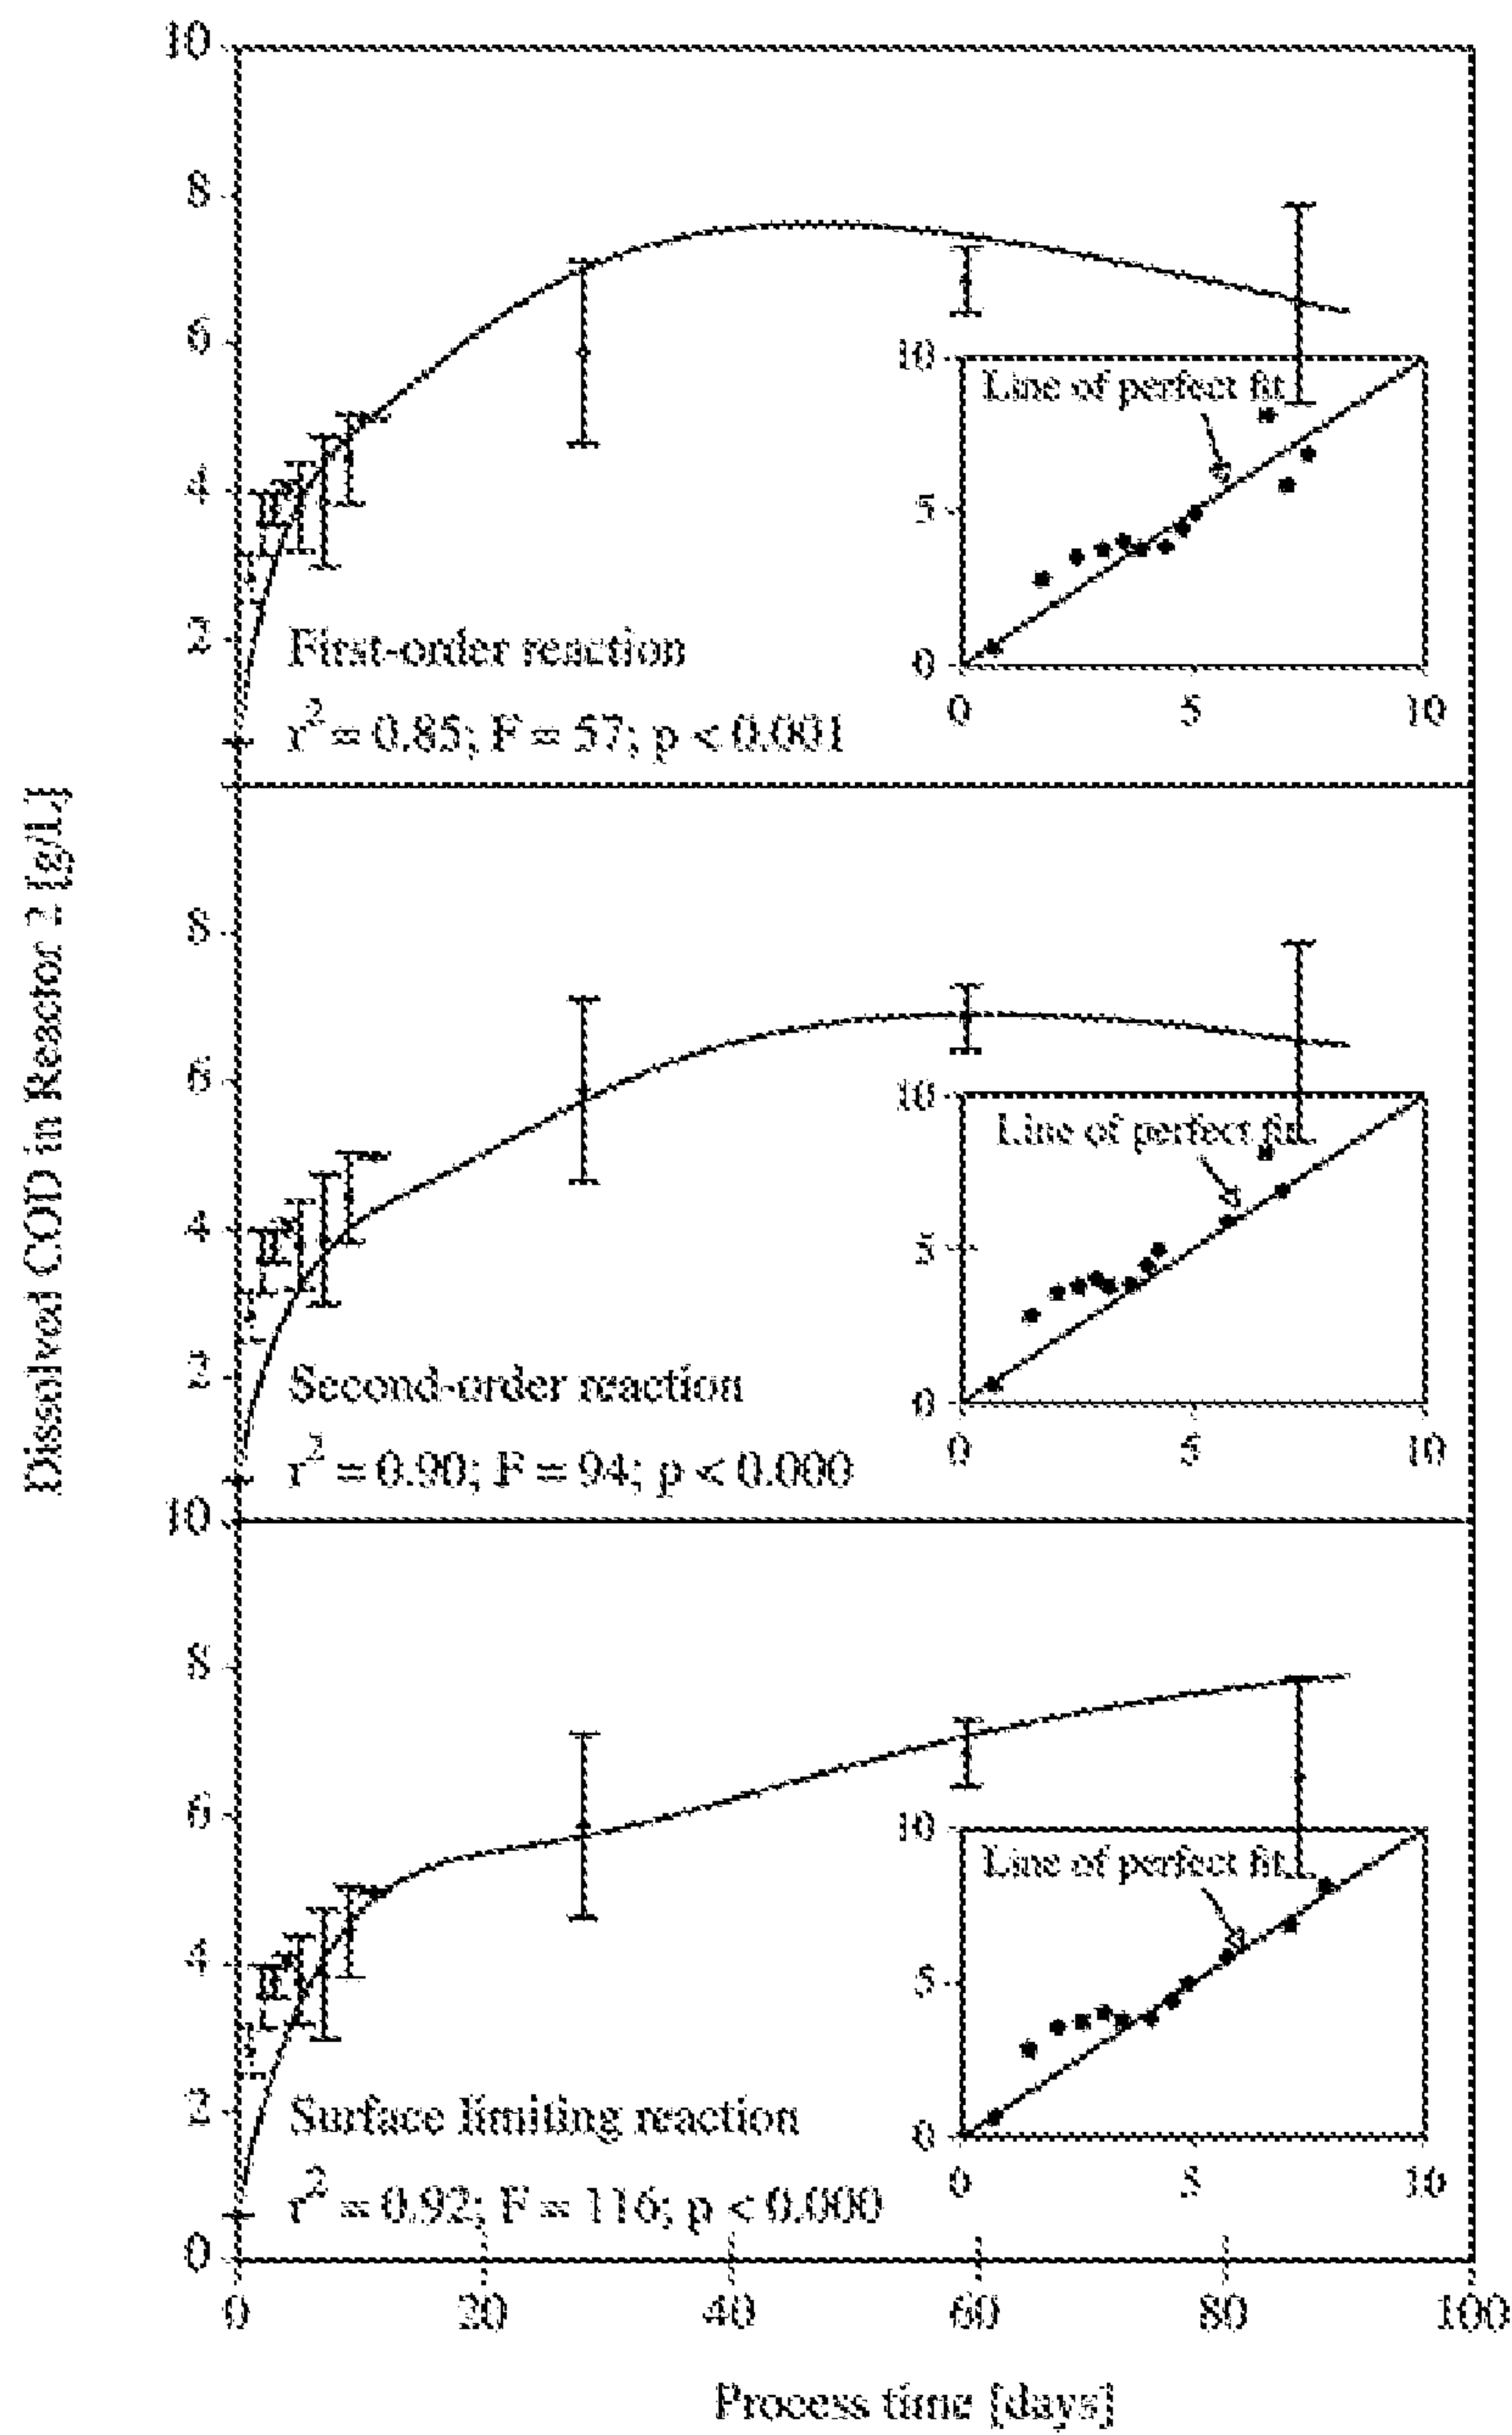 Dissolved COD in Reactor 2 [g/L]
10
8
6
4
2
First-order reaction
r² = 0.85; F = 57; p < 0.001
10
5
0
Line of perfect fit
0 5 10
8
6
4
2
Second-order reaction
r² = 0.90; F = 94; p < 0.000
10
5
0
Line of perfect fit
0 5 10
10
8
6
4
2
0
Surface limiting reaction
r² = 0.92; F = 116; p < 0.000
10
5
0
Line of perfect fit
0 5 10
0 20 40 60 80 100
Process time [days]